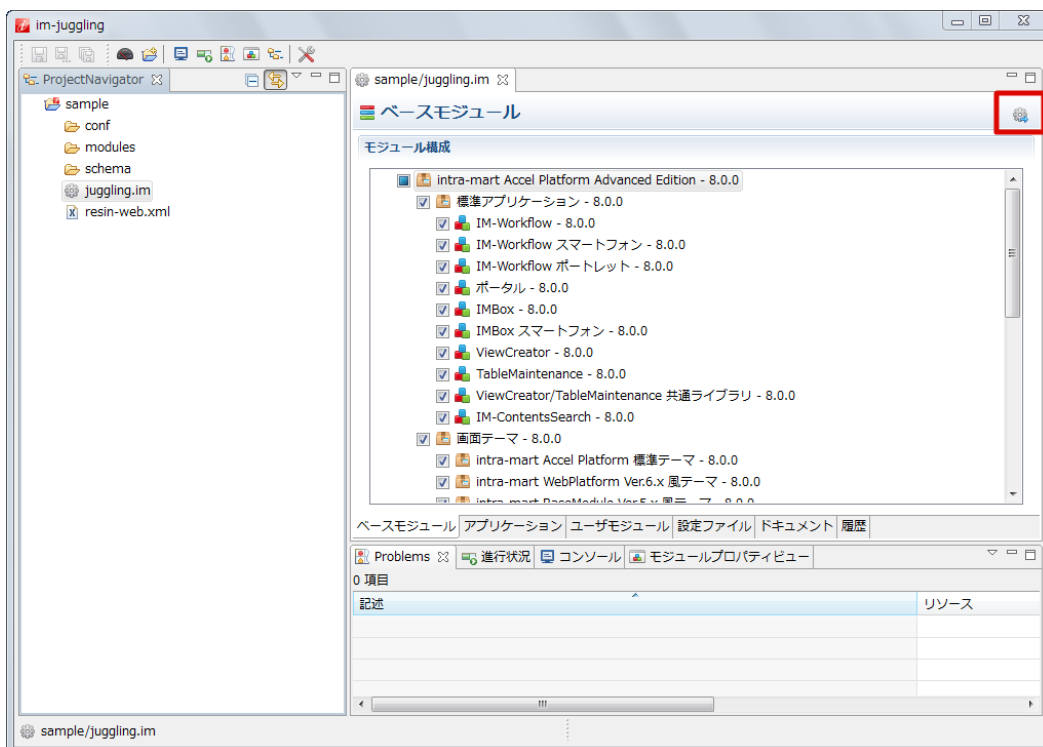 im-juggling
ProjectNavigator
sample
conf
modules
schema
juggling.im
resin-web.xml
sample/juggling.im
ベースモジュール
モジュール構成
intra-mart Accel Platform Advanced Edition - 8.0.0
標準アプリケーション - 8.0.0
IM-Workflow - 8.0.0
IM-Workflow スマートフォン - 8.0.0
IM-Workflow ポートレット - 8.0.0
ポータル - 8.0.0
IMBox - 8.0.0
IMBox スマートフォン - 8.0.0
ViewCreator - 8.0.0
TableMaintenance - 8.0.0
ViewCreator/TableMaintenance 共通ライブラリ - 8.0.0
IM-ContentsSearch - 8.0.0
画面テーマ - 8.0.0
intra-mart Accel Platform 標準テーマ - 8.0.0
intra-mart WebPlatform Ver.6.x 風テーマ - 8.0.0
intra-mart BaseModule Ver.5.x 風テーマ - 8.0.0
ベースモジュール アプリケーション ユーザモジュール 設定ファイル ドキュメント 履歴
Problems 進行状況 コンソール モジュールプロパティビュー
0 項目
記述 リソース
sample/juggling.im